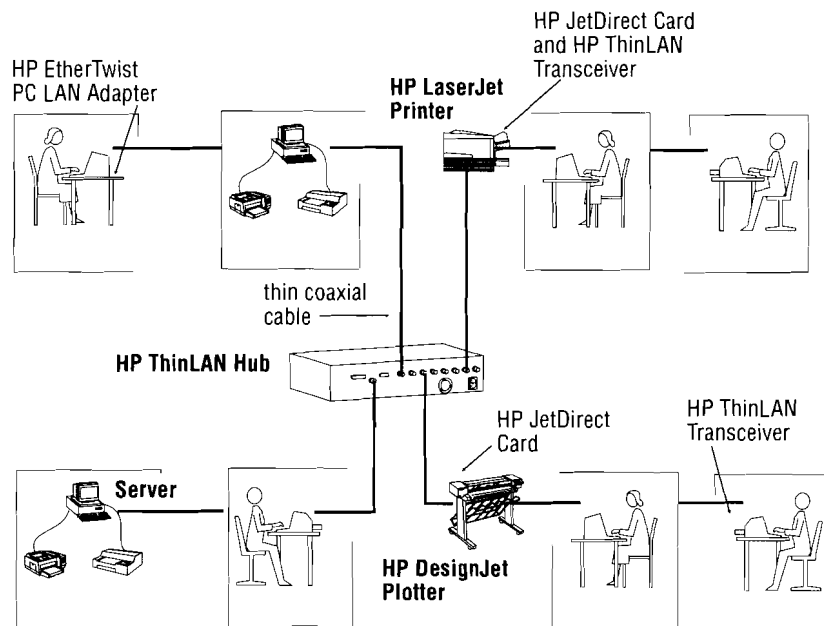 HP JetDirect Card
and HP ThinLAN
Transceiver
HP EtherTwist
PC LAN Adapter
HP LaserJet
Printer
thin coaxial
cable
HP ThinLAN Hub
HP JetDirect
Card
HP ThinLAN
Transceiver
Server
HP DesignJet
Plotter